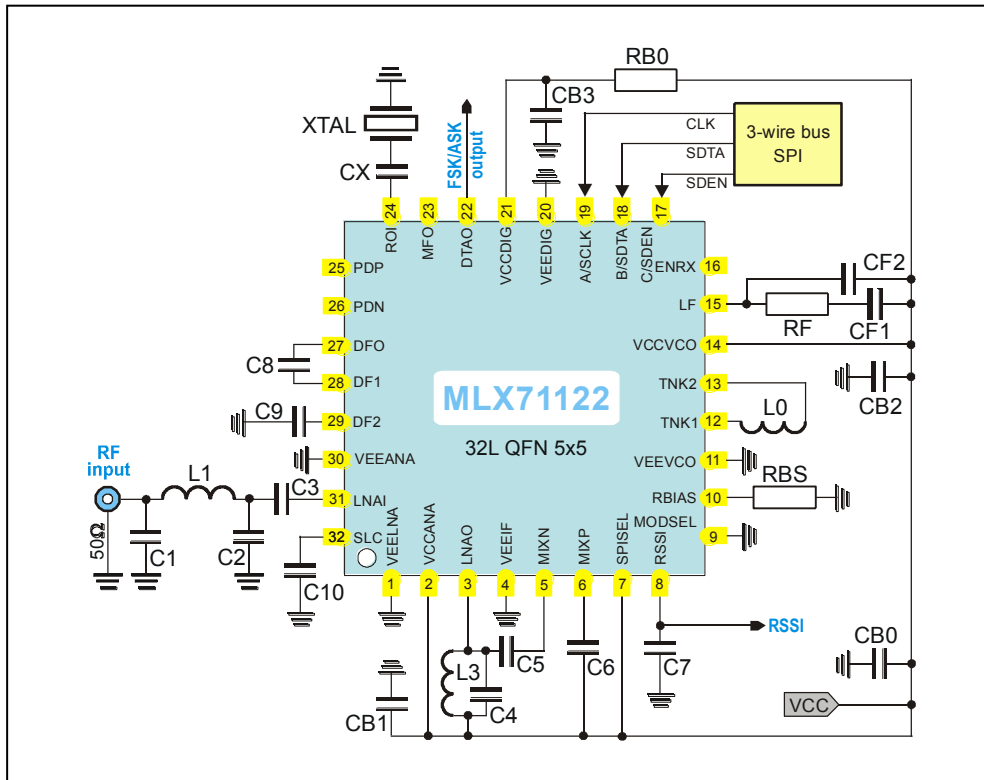 RB0
CB3
XTAL
CX
FSK/ASK
output
CLK
SDTA
SDEN
3-wire bus
SPI
24
23
22
21
20
19
18
17
ROI
MFO
DTAO
VCCDIG
VEEDIG
A/SCLK
B/SDTA
C/SDEN
25 PDP
26 PDN
27 DFO
28 DF1
29 DF2
30 VEEANA
31 LNAI
32 SLC
ENRX 16
LF 15
VCCVCO 14
TNK2 13
TNK1 12
VEEVCO 11
RBIAS 10
MODSEL
9
CF2
RF
CF1
CB2
L0
RBS
C8
C9
MLX71122
32L QFN 5x5
RF
input
L1
C3
50Ω
C1
C2
C10
VEELNA
VCCANA
LNAO
VEEIF
MIXN
MIXP
SPISEL
RSSI
1
2
3
4
5
6
7
8
RSSI
L3
C5
C4
C6
C7
CB1
CB0
VCC